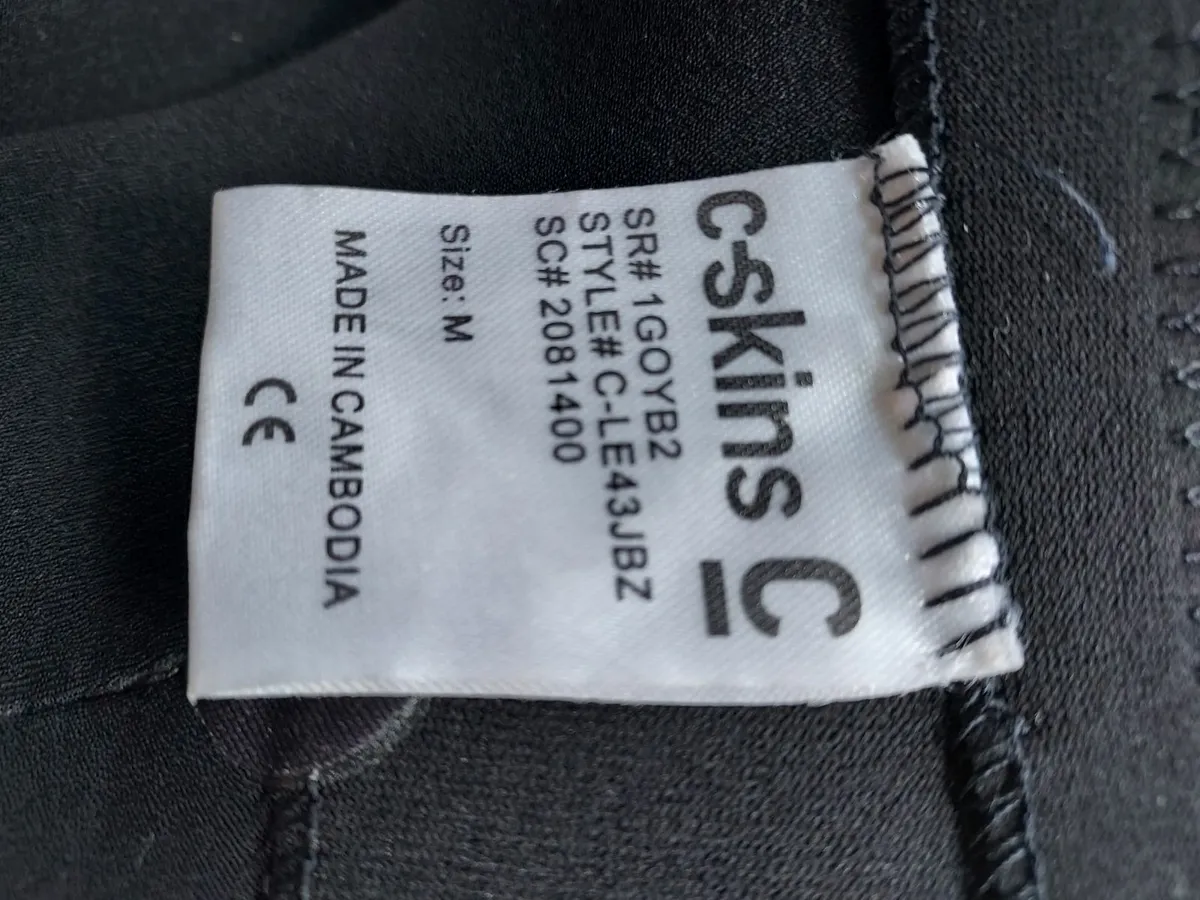 c-skins C
SR# 1GOYB2
STYLE# C-LE43JBZ
SC# 2081400
Size: M
MADE IN CAMBODIA
CE